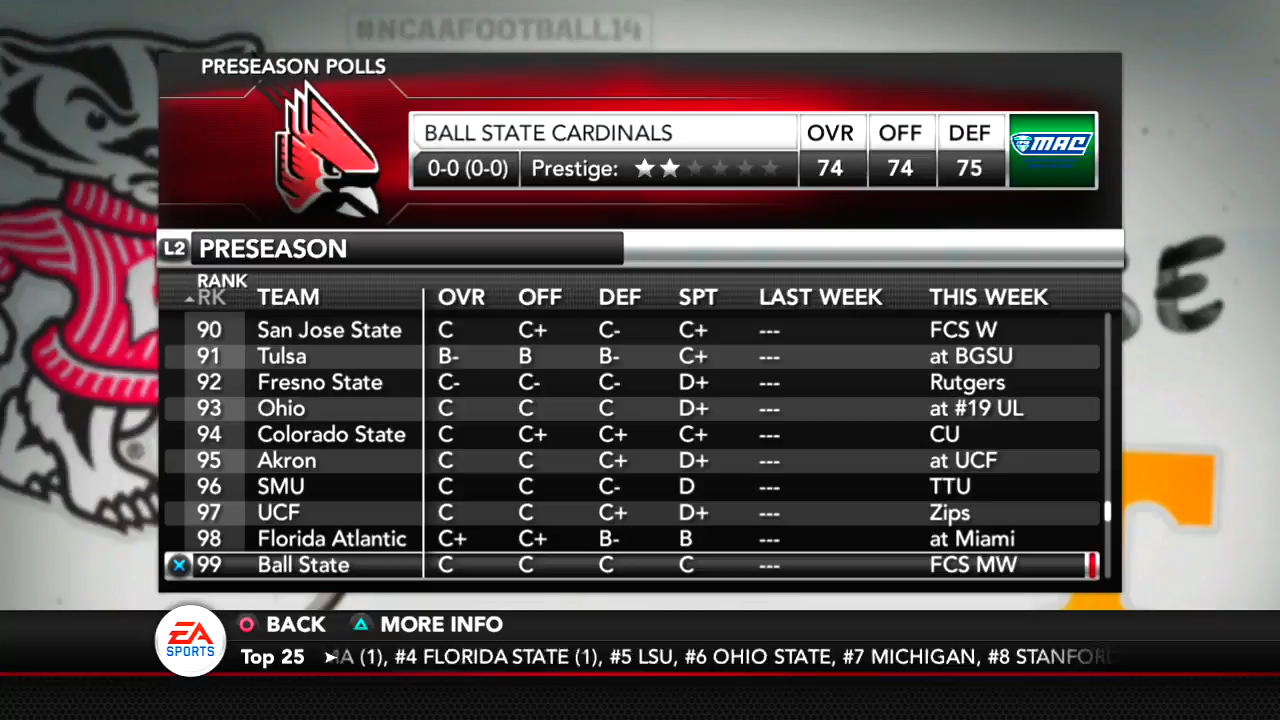 #NCAAFOOTBALL14
PRESEASON POLLS
BALL STATE CARDINALS OVR OFF DEF MAC
0-0 (0-0) Prestige: 74 74 75
L2 PRESEASON
RANK
RK TEAM OVR OFF DEF SPT LAST WEEK THIS WEEK
90 San Jose State C C+ C- C+ --- FCS W
91 Tulsa B- B B- C+ --- at BGSU
92 Fresno State C- C- C- D+ --- Rutgers
93 Ohio C C C D+ --- at #19 UL
94 Colorado State C C+ C+ C+ --- CU
95 Akron C C C+ D+ --- at UCF
96 SMU C C C- D --- TTU
97 UCF C C C+ D+ --- Zips
98 Florida Atlantic C+ C+ B- B --- at Miami
99 Ball State C C C C --- FCS MW
BACK MORE INFO
EA SPORTS
Top 25 (1), #4 FLORIDA STATE (1), #5 LSU, #6 OHIO STATE, #7 MICHIGAN, #8 STANFORD